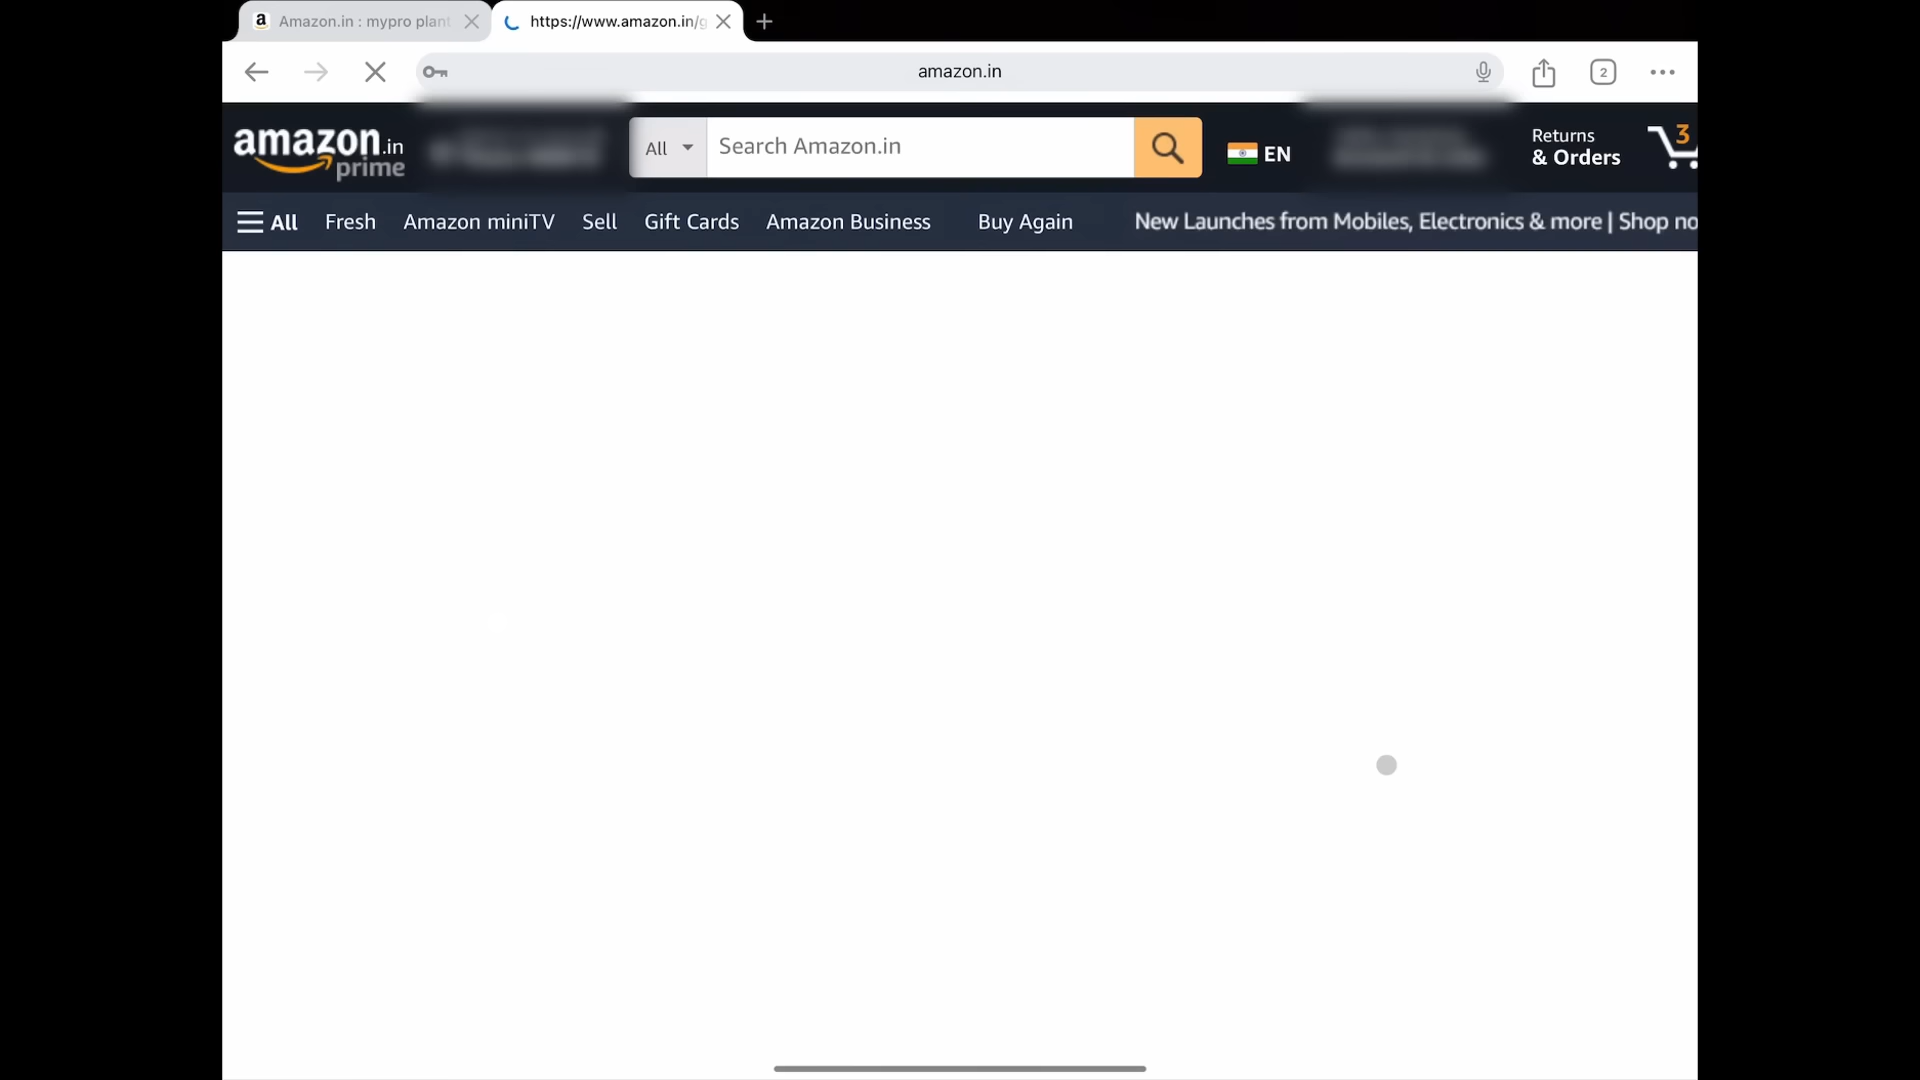 Amazon.in : mypro plant
https://www.amazon.in/g
amazon.in
2
amazon.in
prime
All
Search Amazon.in
EN
Returns
& Orders
3
All
Fresh
Amazon miniTV
Sell
Gift Cards
Amazon Business
Buy Again
New Launches from Mobiles, Electronics & more | Shop no